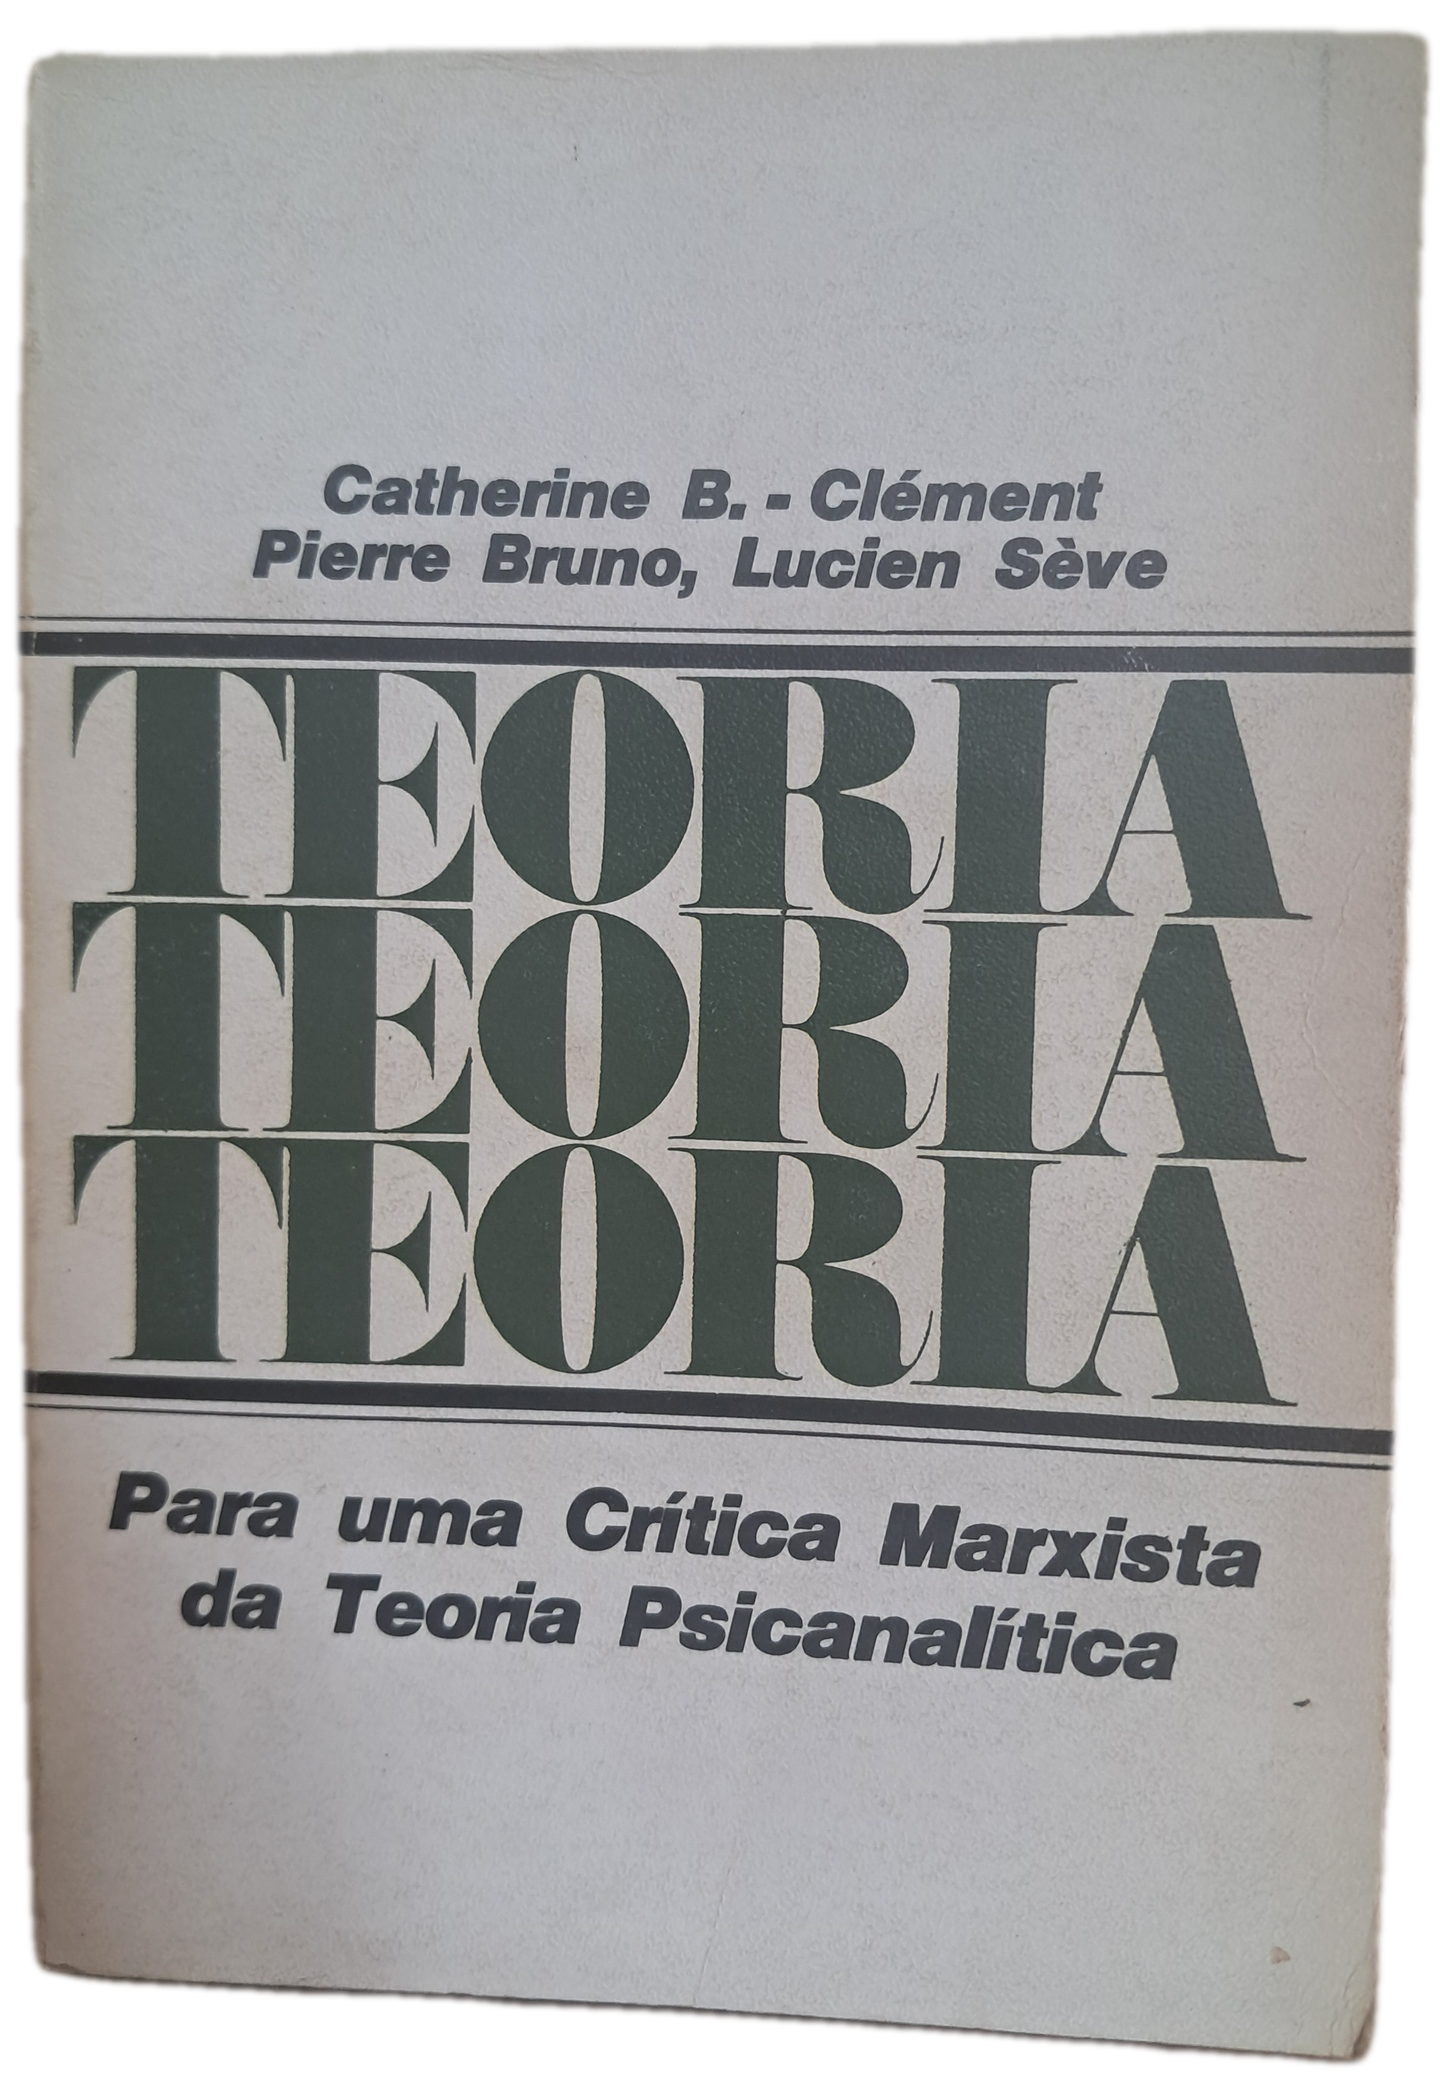 Catherine B. - Clément
Pierre Bruno, Lucien Sève
TEORIA
TEORIA
TEORIA
Para uma Crítica Marxista
da Teoria Psicanalítica